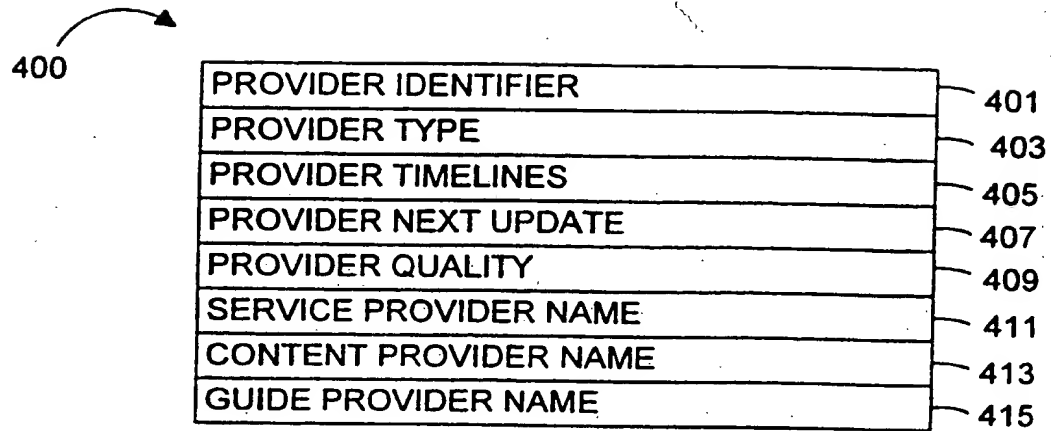 400
PROVIDER IDENTIFIER 401
PROVIDER TYPE 403
PROVIDER TIMELINES 405
PROVIDER NEXT UPDATE 407
PROVIDER QUALITY 409
SERVICE PROVIDER NAME 411
CONTENT PROVIDER NAME 413
GUIDE PROVIDER NAME 415